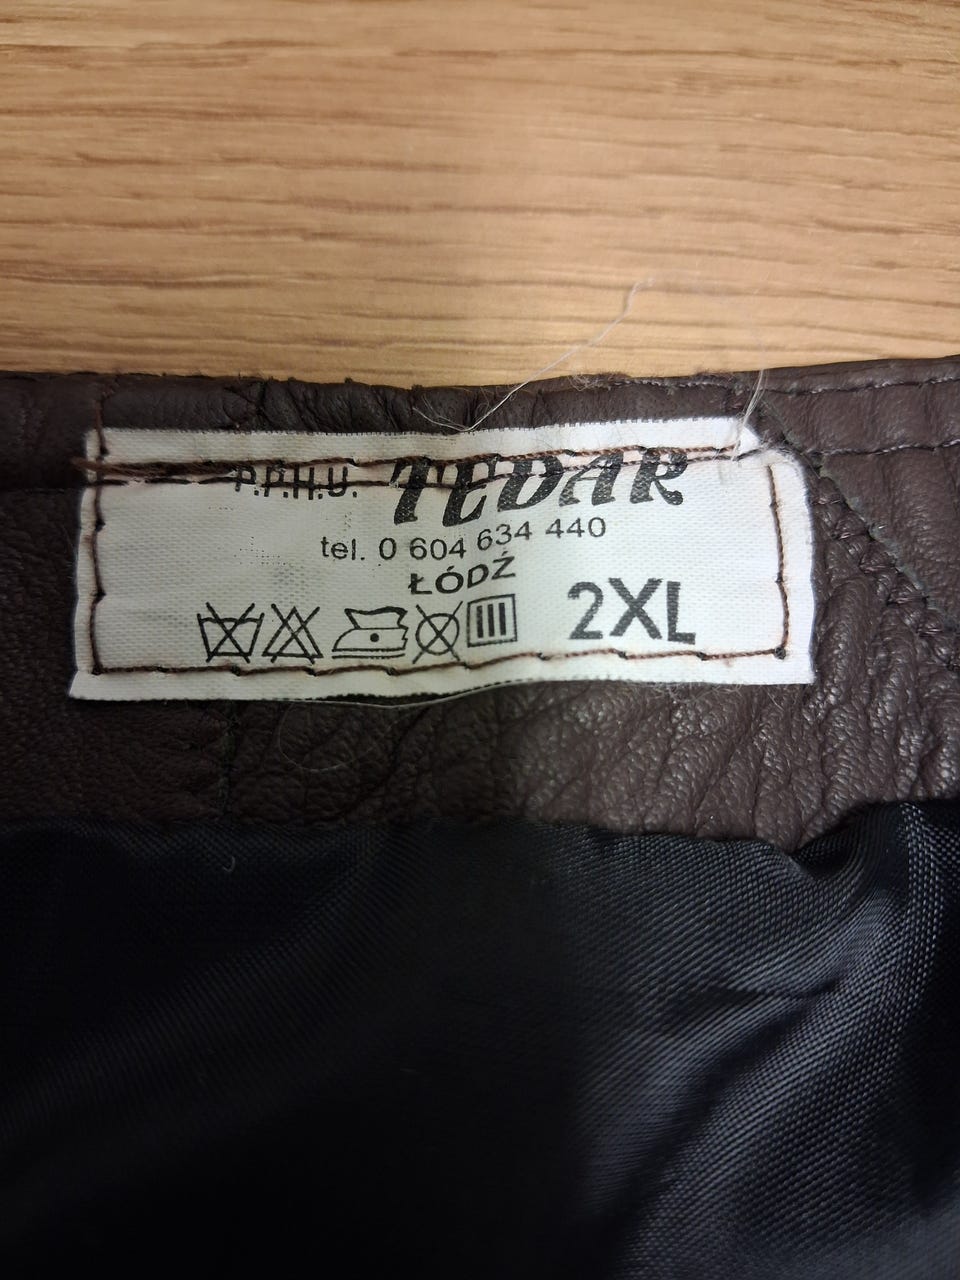 P.P.H.U. TEDAR
tel. 0 604 634 440
ŁÓDŹ
2XL